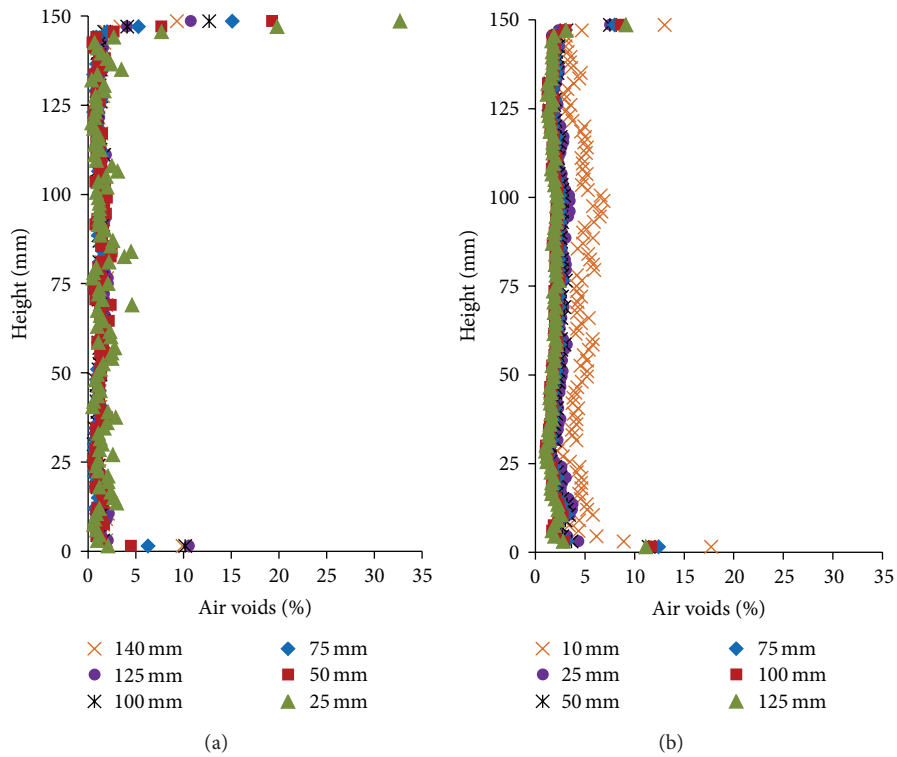 150
125
100
75
50
25
0
Height (mm)
0 5 10 15 20 25 30 35
Air voids (%)
140 mm 75 mm
125 mm 50 mm
100 mm 25 mm
(a)
150
125
100
75
50
25
0
Height (mm)
0 5 10 15 20 25 30 35
Air voids (%)
10 mm 75 mm
25 mm 100 mm
50 mm 125 mm
(b)